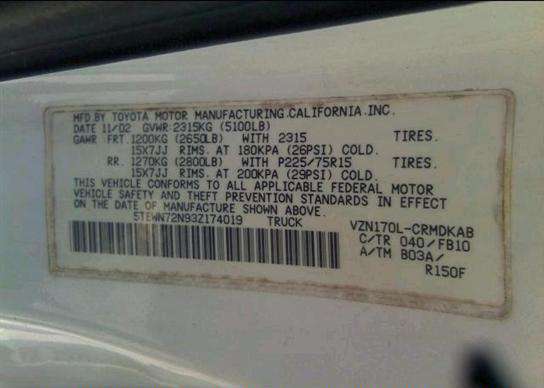 MFD.BY TOYOTA MOTOR MANUFACTURING.CALIFORNIA.INC.
DATE 11/02 GVWR 2315KG (5100LB)
GAWR FRT.1200KG (2650LB) WITH 2315 TIRES.
15X7JJ RIMS. AT 180KPA (26PSI) COLD.
RR. 1270KG (2800LB) WITH P225/75R15 TIRES.
15X7JJ RIMS. AT 200KPA (29PSI) COLD.
THIS VEHICLE CONFORMS TO ALL APPLICABLE FEDERAL MOTOR
VEHICLE SAFETY AND THEFT PREVENTION STANDARDS IN EFFECT
ON THE DATE OF MANUFACTURE SHOWN ABOVE.
5TEWN72N93Z174019 TRUCK
VZN170L-CRMDKAB
C/TR 040/FB10
A/TM B03A/
R150F